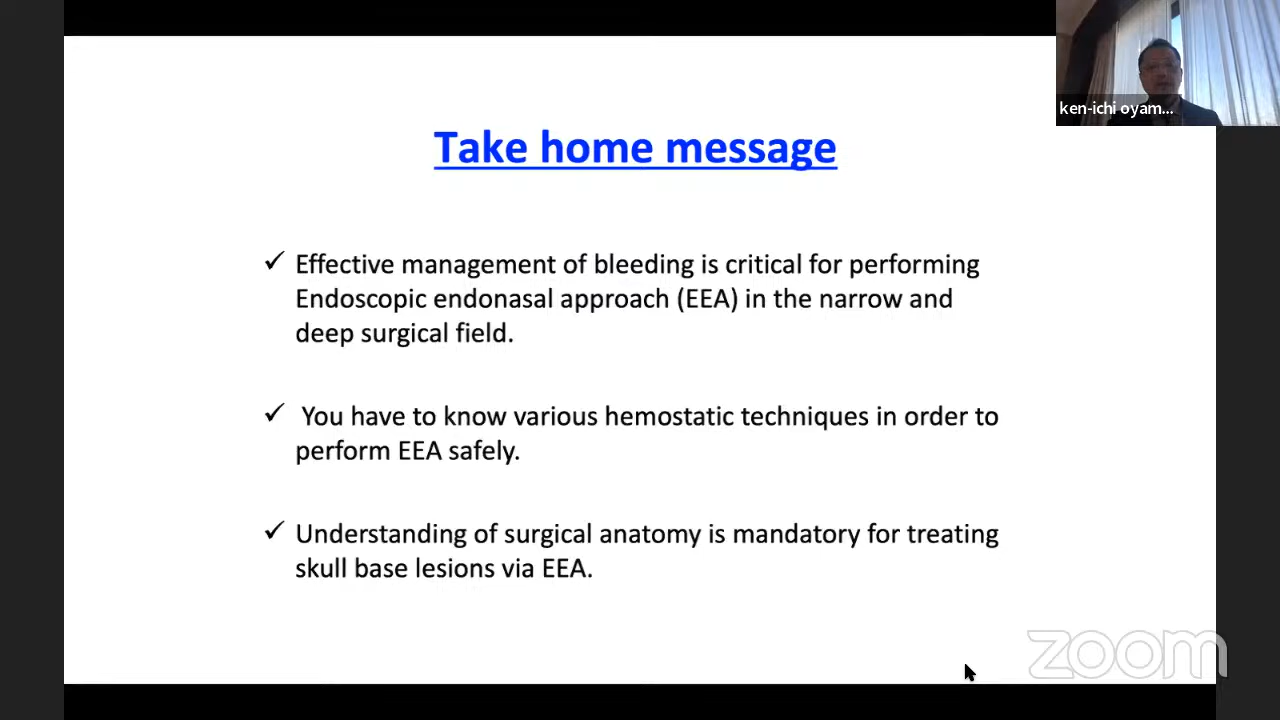 ken-ichi oyam...
Take home message
✓ Effective management of bleeding is critical for performing
Endoscopic endonasal approach (EEA) in the narrow and
deep surgical field.
✓ You have to know various hemostatic techniques in order to
perform EEA safely.
✓ Understanding of surgical anatomy is mandatory for treating
skull base lesions via EEA.
zoom